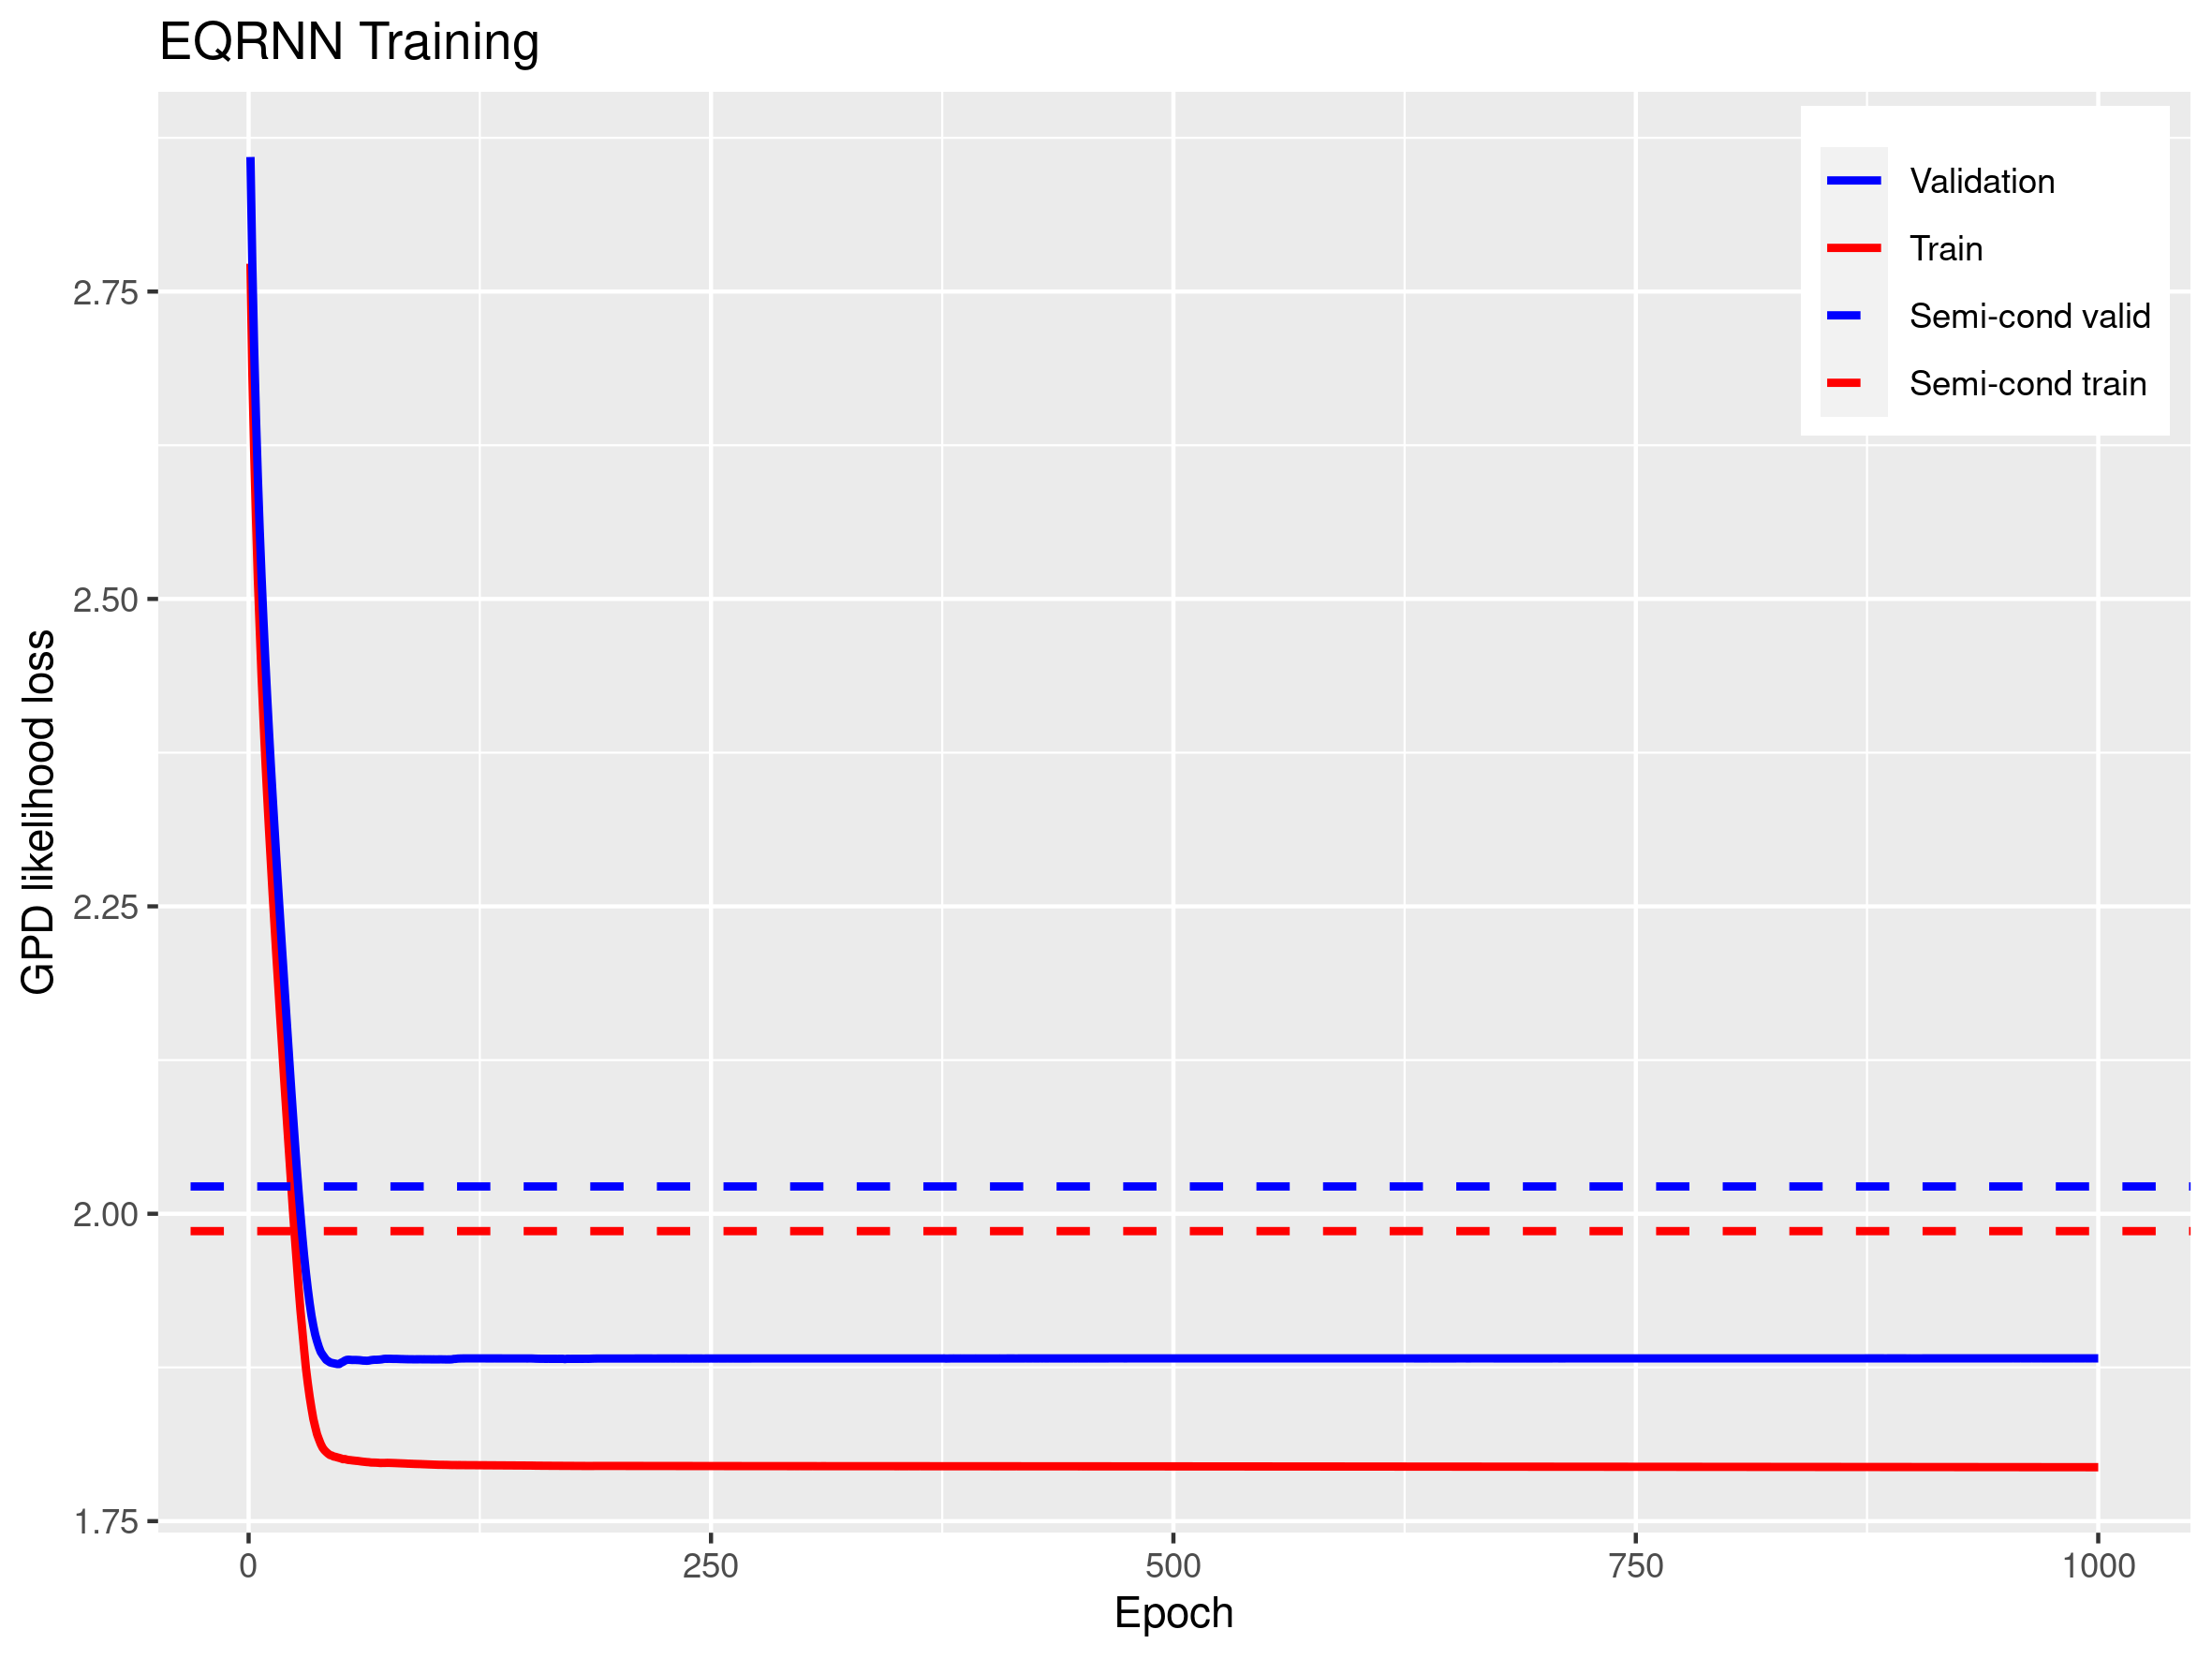 EQRNN Training
Validation
Train
Semi-cond valid
Semi-cond train
GPD likelihood loss
2.75
2.50
2.25
2.00
1.75
0
250
500
750
1000
Epoch